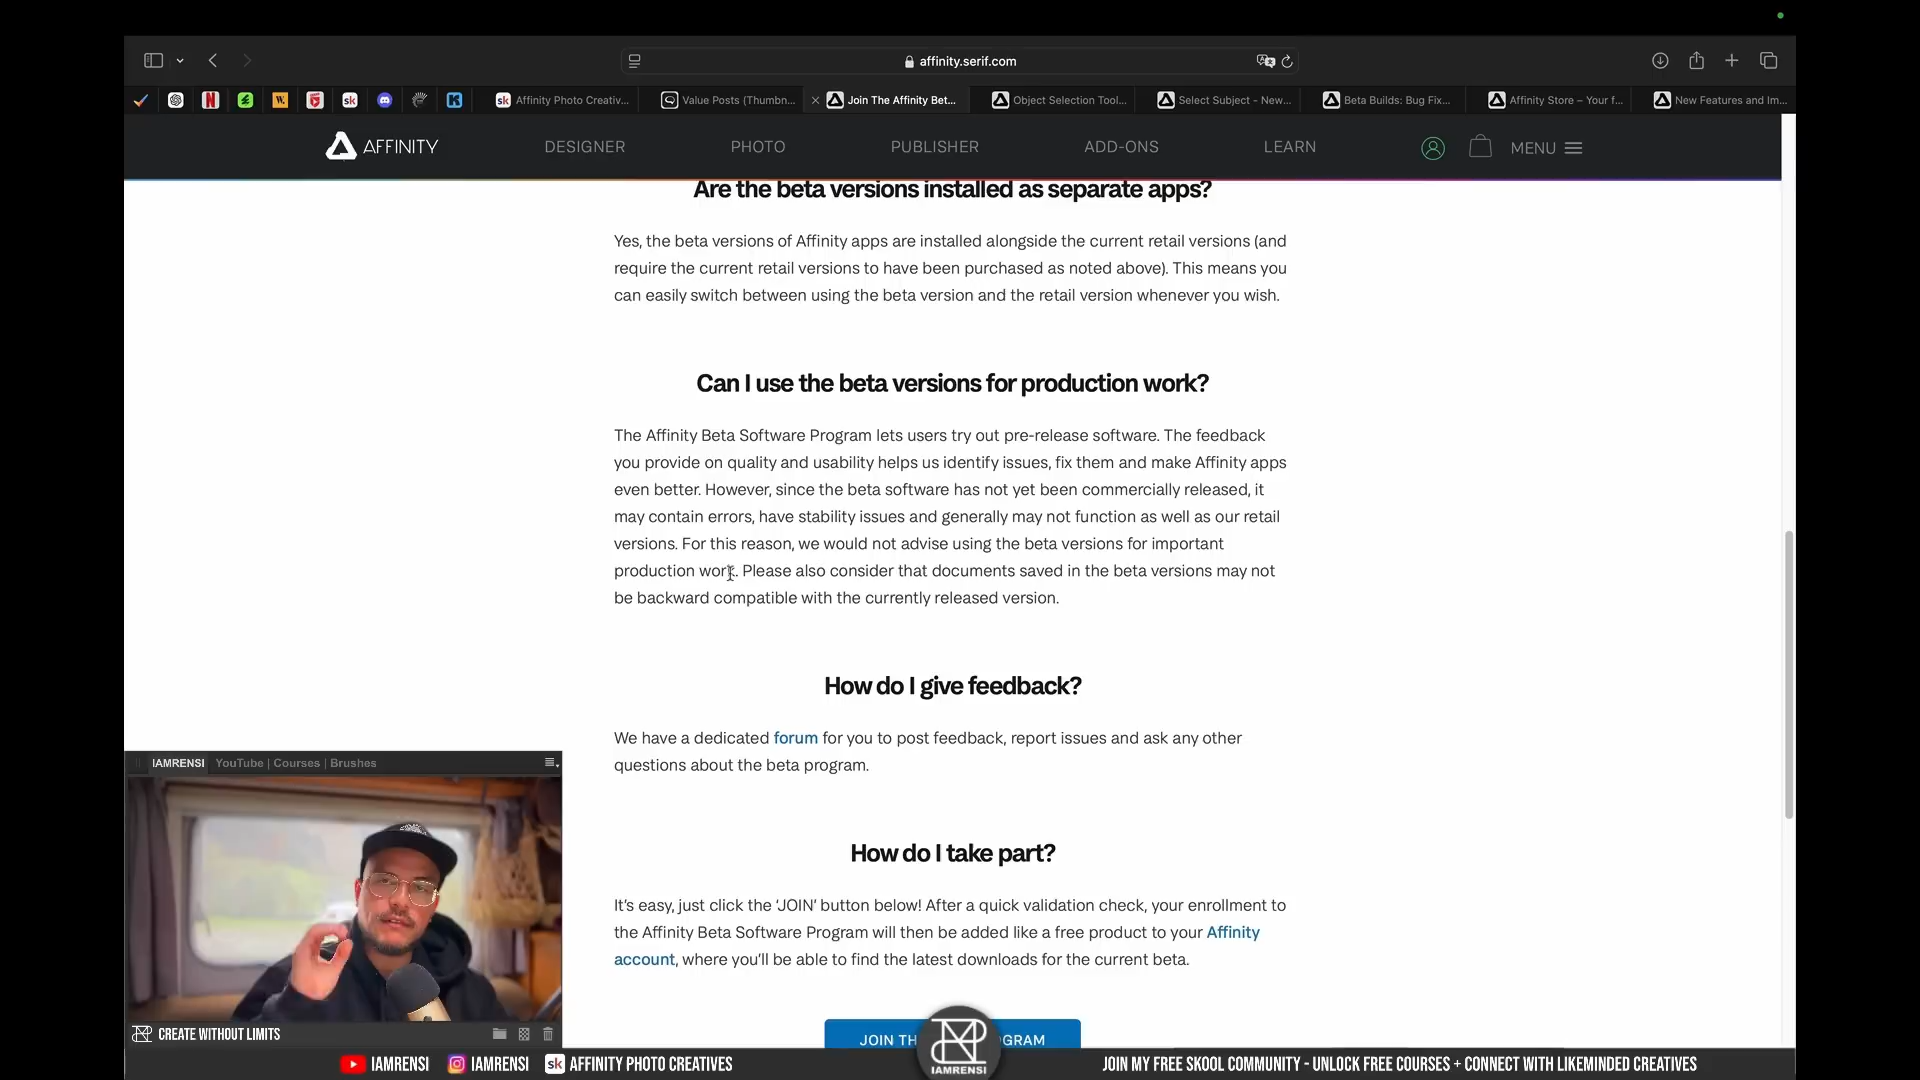 affinity.serif.com
Affinity Photo Creativ...
Value Posts (Thumbn...
Join The Affinity Bet...
Object Selection Tool...
Select Subject - New...
Beta Builds: Bug Fix...
Affinity Store – Your f...
New Features and Im...
AFFINITY
DESIGNER
PHOTO
PUBLISHER
ADD-ONS
LEARN
MENU
Are the beta versions installed as separate apps?
Yes, the beta versions of Affinity apps are installed alongside the current retail versions (and
require the current retail versions to have been purchased as noted above). This means you
can easily switch between using the beta version and the retail version whenever you wish.
Can I use the beta versions for production work?
The Affinity Beta Software Program lets users try out pre-release software. The feedback
you provide on quality and usability helps us identify issues, fix them and make Affinity apps
even better. However, since the beta software has not yet been commercially released, it
may contain errors, have stability issues and generally may not function as well as our retail
versions. For this reason, we would not advise using the beta versions for important
production work. Please also consider that documents saved in the beta versions may not
be backward compatible with the currently released version.
How do I give feedback?
We have a dedicated forum for you to post feedback, report issues and ask any other
questions about the beta program.
How do I take part?
It's easy, just click the 'JOIN' button below! After a quick validation check, your enrollment to
the Affinity Beta Software Program will then be added like a free product to your Affinity
account, where you'll be able to find the latest downloads for the current beta.
JOIN TH GRAM
IAMRENSI
YouTube | Courses | Brushes
CREATE WITHOUT LIMITS
IAMRENSI
IAMRENSI
sk AFFINITY PHOTO CREATIVES
IAMRENSI
JOIN MY FREE SKOOL COMMUNITY - UNLOCK FREE COURSES + CONNECT WITH LIKEMINDED CREATIVES